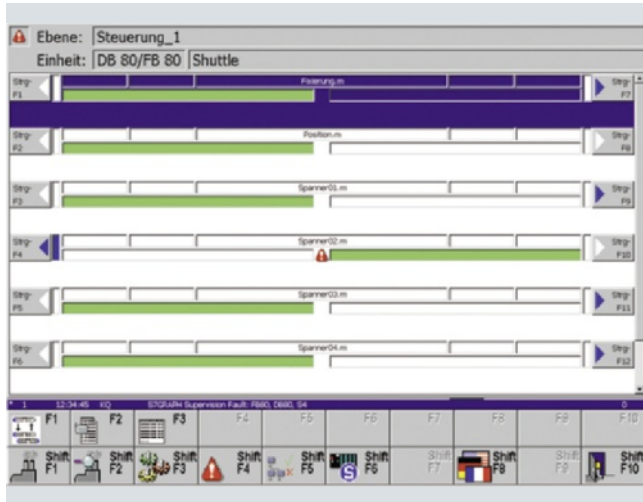 Ebene: Steuerung_1
Einheit: DB 80/FB 80 Shuttle
Strg- Fixierung.m Strg-
F1 F7
Strg- Position.m Strg-
F2 F8
Strg- Spanner01.m Strg-
F3 F9
Strg- Spanner02.m Strg-
F4 F10
Strg- Spanner03.m Strg-
F5 F11
Strg- Spanner04.m Strg-
F6 F12
* 1 12:34:45 KQ S7GRAPH Supervision Fault: FB80, DB80, S4 0
F1 F2 F3 F4 F5 F6 F7 F8 F9 F10
Shift Shift Shift Shift Shift Shift Shift Shift Shift Shift
F1 F2 F3 F4 F5 F6 F7 F8 F9 F10